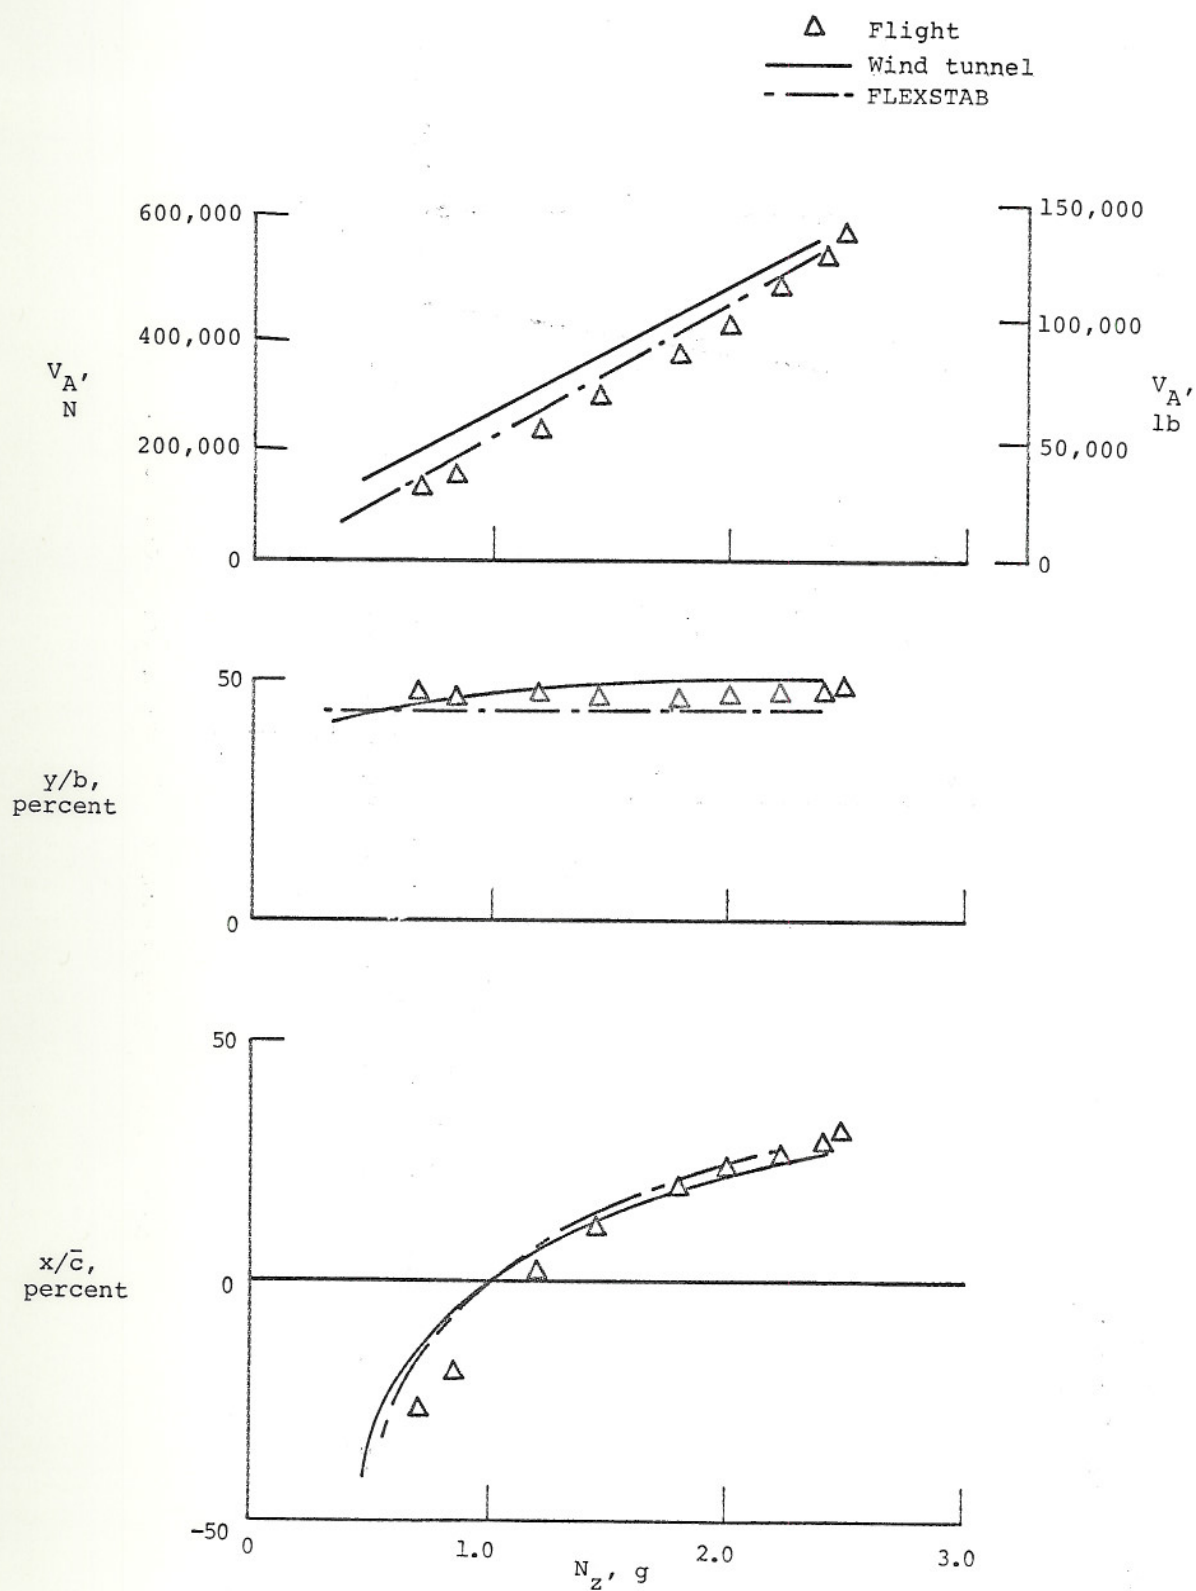 Flight
Wind tunnel
FLEXSTAB
600,000
400,000
200,000
0
V_A,
N
150,000
100,000
50,000
0
V_A,
lb
50
0
y/b,
percent
50
0
-50
x/c̄,
percent
0
1.0
2.0
3.0
N_z, g